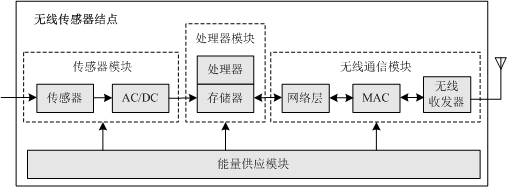 无线传感器结点
传感器模块
处理器模块
无线通信模块
传感器
AC/DC
处理器
存储器
网络层
MAC
无线
收发器
能量供应模块